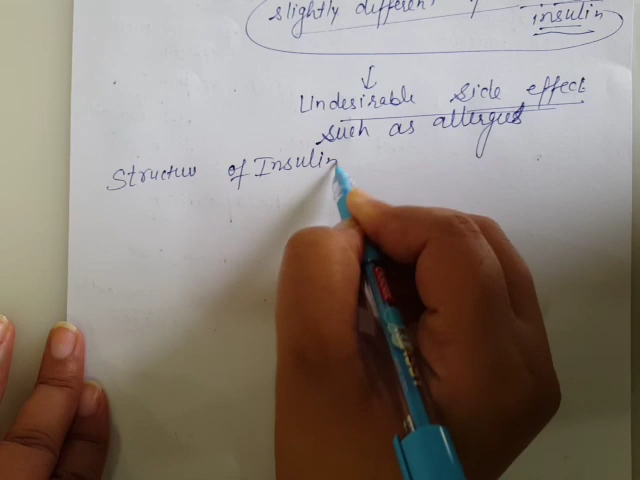 slightly different
insulin
Undesirable side effect
such as allergies
Structure of Insulin